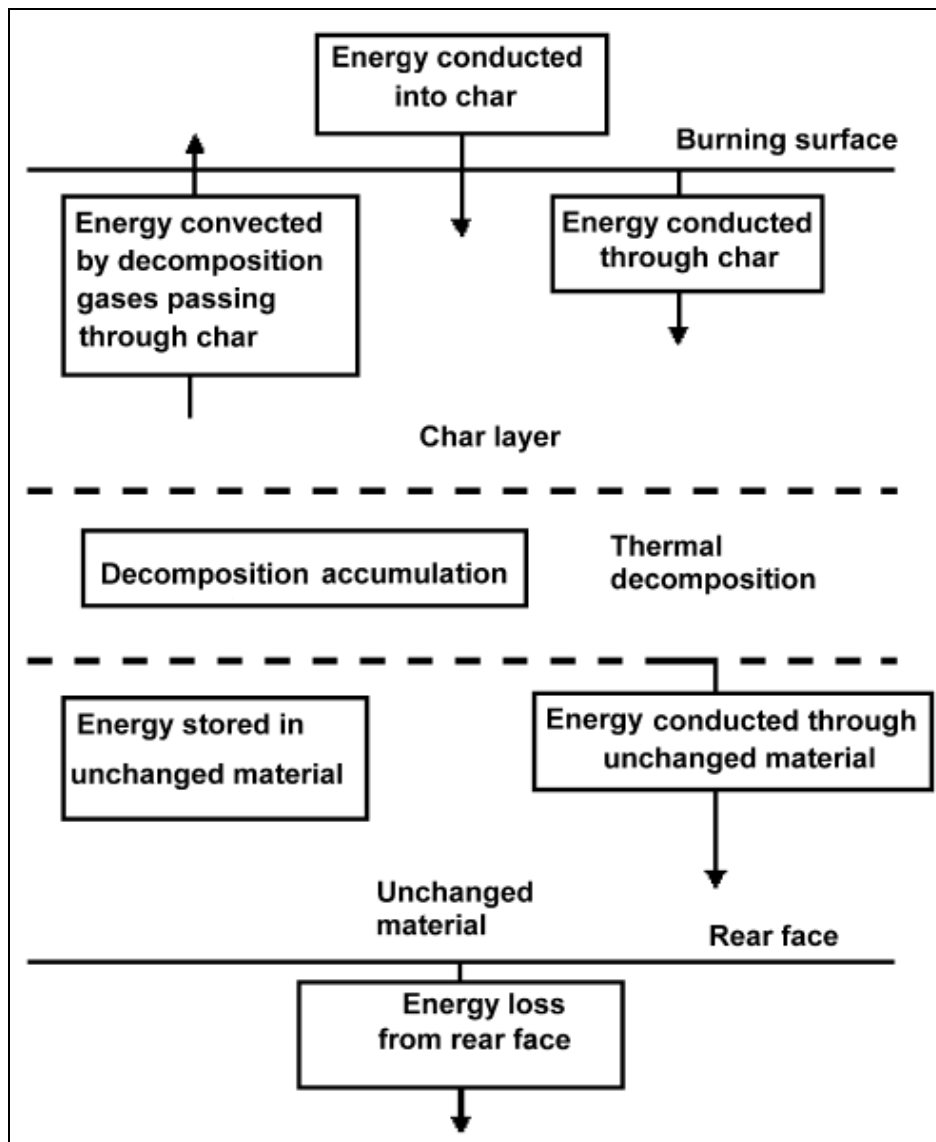 Energy conducted
into char
Burning surface
Energy convected
by decomposition
gases passing
through char
Energy conducted
through char
Char layer
Decomposition accumulation
Thermal
decomposition
Energy stored in
unchanged material
Energy conducted through
unchanged material
Unchanged
material
Rear face
Energy loss
from rear face